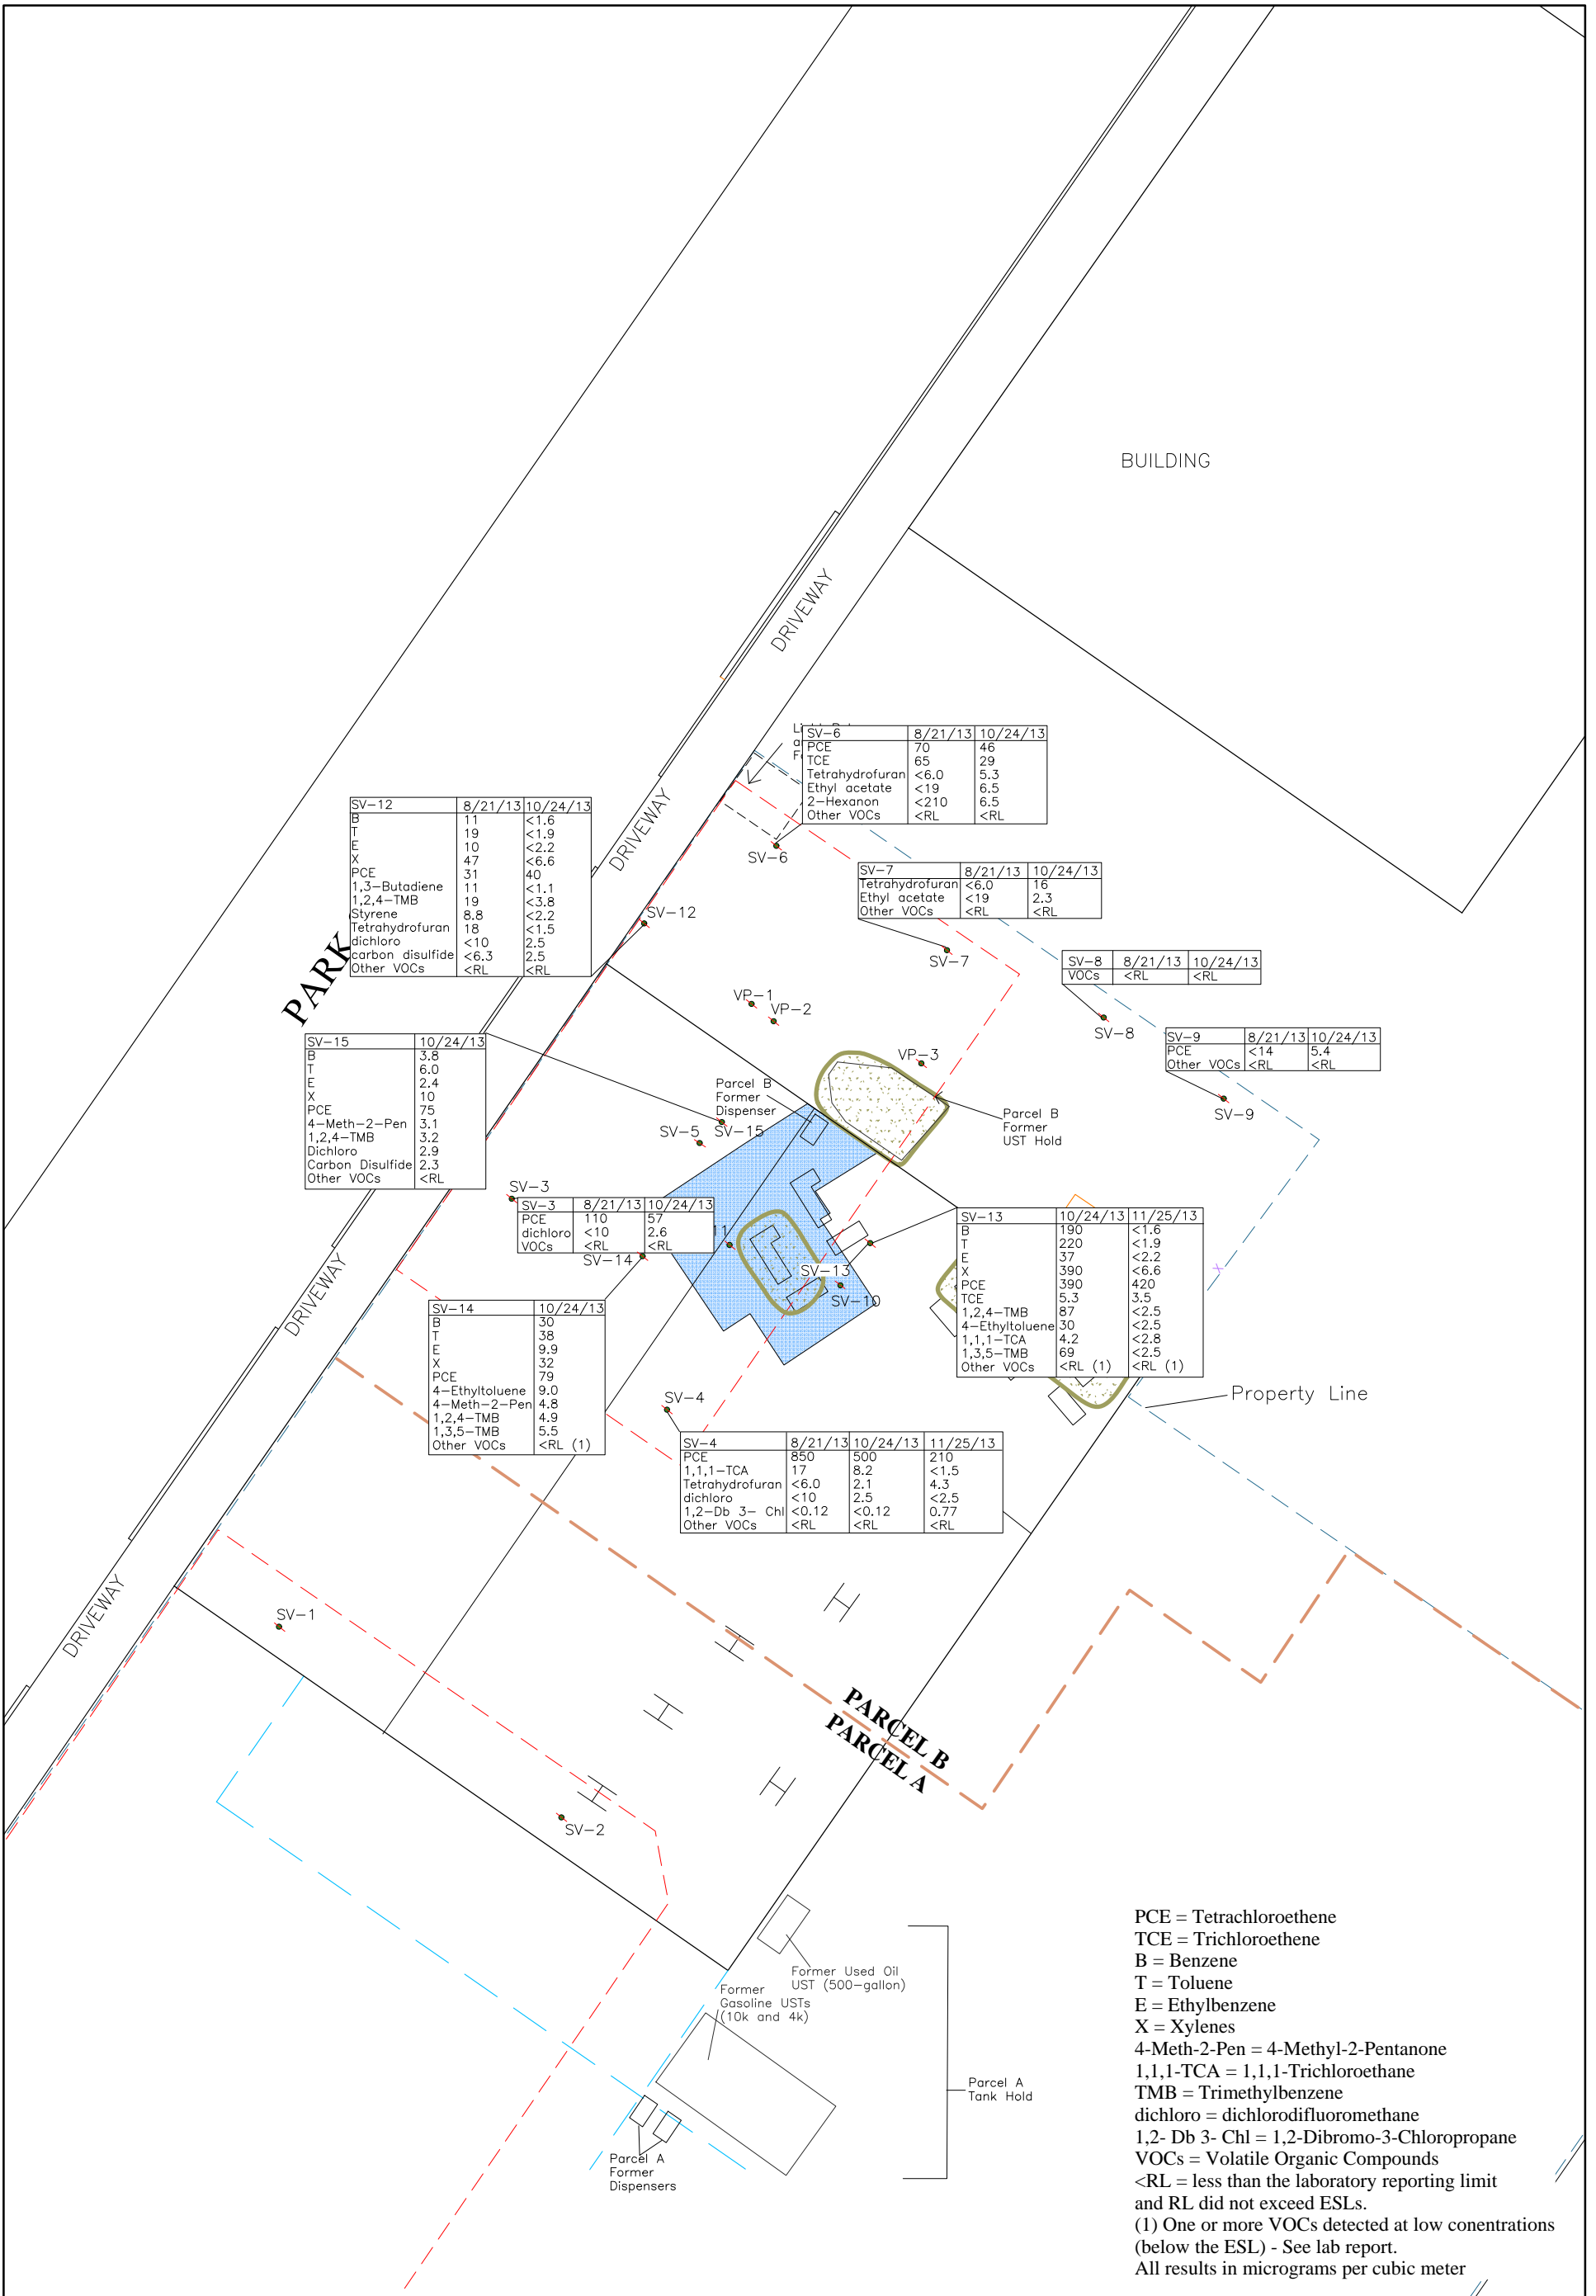 BUILDING
DRIVEWAY
SV-6 8/21/13 10/24/13
PCE 70 46
TCE 65 29
Tetrahydrofuran <6.0 5.3
Ethyl acetate <19 6.5
2-Hexanon <210 6.5
Other VOCs <RL <RL
SV-6
DRIVEWAY
SV-12 8/21/13 10/24/13
B 11 <1.6
T 19 <1.9
E 10 <2.2
X 47 <6.6
PCE 31 40
1,3-Butadiene 11 <1.1
1,2,4-TMB 19 <3.8
Styrene 8.8 <2.2
Tetrahydrofuran 18 <1.5
dichloro <10 2.5
carbon disulfide <6.3 2.5
Other VOCs <RL <RL
SV-12
PARK
SV-7 8/21/13 10/24/13
Tetrahydrofuran <6.0 16
Ethyl acetate <19 2.3
Other VOCs <RL <RL
SV-7
SV-8 8/21/13 10/24/13
VOCs <RL <RL
SV-8
SV-9 8/21/13 10/24/13
PCE <14 5.4
Other VOCs <RL <RL
SV-9
VP-1
VP-2
VP-3
SV-15 10/24/13
B 3.8
T 6.0
E 2.4
X 10
PCE 75
4-Meth-2-Pen 3.1
1,2,4-TMB 3.2
Dichloro 2.9
Carbon Disulfide 2.3
Other VOCs <RL
Parcel B
Former
Dispenser
Parcel B
Former
UST Hold
SV-5
SV-15
SV-3
SV-3 8/21/13 10/24/13
PCE 110 57
dichloro <10 2.6
VOCs <RL <RL
SV-14
SV-13
SV-10
SV-13 10/24/13 11/25/13
B 190 <1.6
T 220 <1.9
E 37 <2.2
X 390 <6.6
PCE 390 420
TCE 5.3 3.5
1,2,4-TMB 87 <2.5
4-Ethyltoluene 30 <2.5
1,1,1-TCA 4.2 <2.8
1,3,5-TMB 69 <2.5
Other VOCs <RL (1) <RL (1)
DRIVEWAY
SV-14 10/24/13
B 30
T 38
E 9.9
X 32
PCE 79
4-Ethyltoluene 9.0
4-Meth-2-Pen 4.8
1,2,4-TMB 4.9
1,3,5-TMB 5.5
Other VOCs <RL (1)
Property Line
SV-4
SV-4 8/21/13 10/24/13 11/25/13
PCE 850 500 210
1,1,1-TCA 17 8.2 <1.5
Tetrahydrofuran <6.0 2.1 4.3
dichloro <10 2.5 <2.5
1,2-Db 3- Chl <0.12 <0.12 0.77
Other VOCs <RL <RL <RL
DRIVEWAY
SV-1
PARCEL B
PARCEL A
SV-2
Former Used Oil
UST (500-gallon)
Former
Gasoline USTs
(10k and 4k)
Parcel A
Tank Hold
Parcel A
Former
Dispensers
PCE = Tetrachloroethene
TCE = Trichloroethene
B = Benzene
T = Toluene
E = Ethylbenzene
X = Xylenes
4-Meth-2-Pen = 4-Methyl-2-Pentanone
1,1,1-TCA = 1,1,1-Trichloroethane
TMB = Trimethylbenzene
dichloro = dichlorodifluoromethane
1,2- Db 3- Chl = 1,2-Dibromo-3-Chloropropane
VOCs = Volatile Organic Compounds
<RL = less than the laboratory reporting limit
and RL did not exceed ESLs.
(1) One or more VOCs detected at low conentrations
(below the ESL) - See lab report.
All results in micrograms per cubic meter